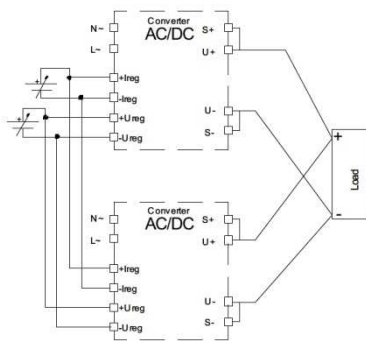 Converter
AC/DC
N~
L~
+Ireg
-Ireg
+Ureg
-Ureg
S+
U+
U-
S-
+
+
+
-
Load
Converter
AC/DC
N~
L~
+Ireg
-Ireg
+Ureg
-Ureg
S+
U+
U-
S-